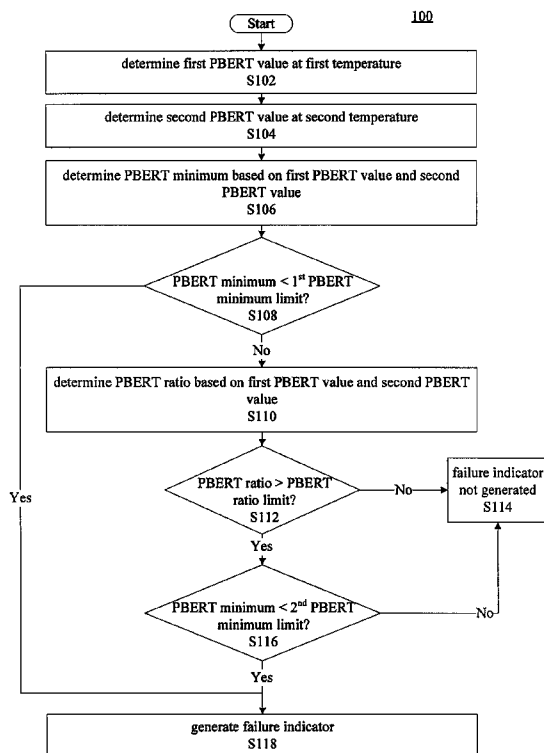 Start
100
determine first PBERT value at first temperature
S102
determine second PBERT value at second temperature
S104
determine PBERT minimum based on first PBERT value and second
PBERT value
S106
PBERT minimum < 1st PBERT
minimum limit?
S108
No
determine PBERT ratio based on first PBERT value and second PBERT
value
S110
Yes
PBERT ratio > PBERT
ratio limit?
S112
No
failure indicator
not generated
S114
Yes
PBERT minimum < 2nd PBERT
minimum limit?
S116
No
Yes
generate failure indicator
S118